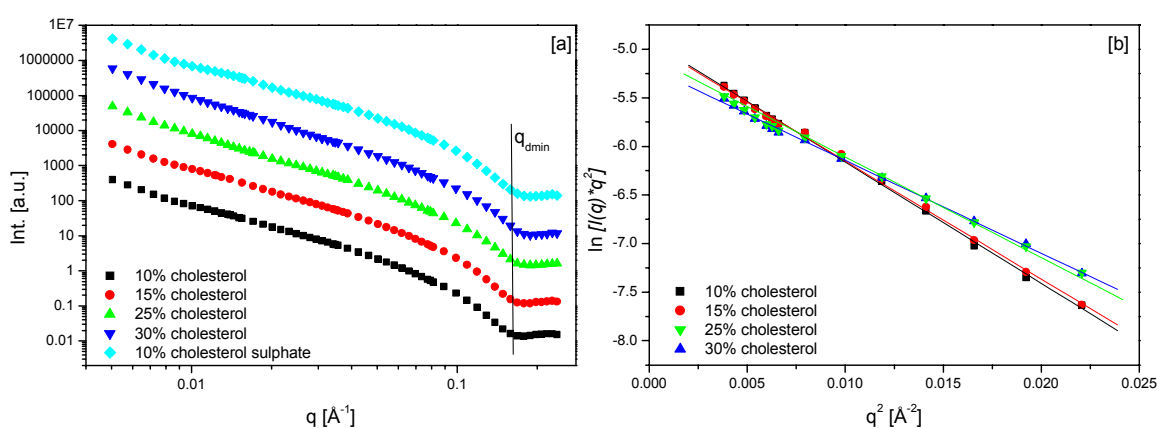 [a]
1E7
1000000
100000
10000
1000
100
10
1
0.1
0.01
Int. [a.u.]
q_dmin
10% cholesterol
15% cholesterol
25% cholesterol
30% cholesterol
10% cholesterol sulphate
0.01
0.1
q [Å⁻¹]
[b]
-5.0
-5.5
-6.0
-6.5
-7.0
-7.5
-8.0
ln [I(q)*q²]
10% cholesterol
15% cholesterol
25% cholesterol
30% cholesterol
0.000
0.005
0.010
0.015
0.020
0.025
q² [Å⁻²]